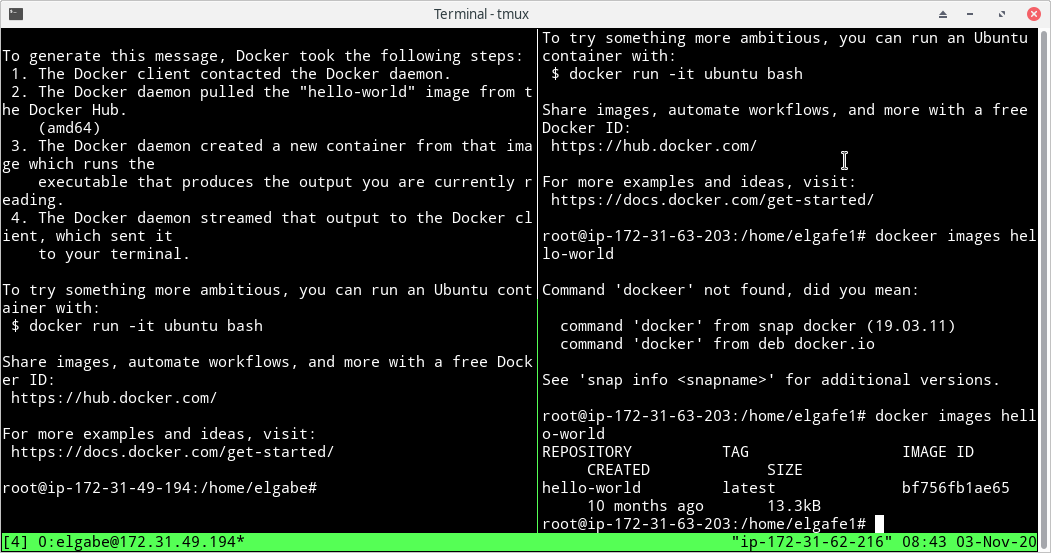 Terminal - tmux
To generate this message, Docker took the following steps:
 1. The Docker client contacted the Docker daemon.
 2. The Docker daemon pulled the "hello-world" image from t
he Docker Hub.
    (amd64)
 3. The Docker daemon created a new container from that ima
ge which runs the
    executable that produces the output you are currently r
eading.
 4. The Docker daemon streamed that output to the Docker cl
ient, which sent it
    to your terminal.
To try something more ambitious, you can run an Ubuntu cont
ainer with:
 $ docker run -it ubuntu bash
Share images, automate workflows, and more with a free Dock
er ID:
 https://hub.docker.com/
For more examples and ideas, visit:
 https://docs.docker.com/get-started/
root@ip-172-31-49-194:/home/elgabe#
To try something more ambitious, you can run an Ubuntu
container with:
 $ docker run -it ubuntu bash
Share images, automate workflows, and more with a free
Docker ID:
 https://hub.docker.com/
For more examples and ideas, visit:
 https://docs.docker.com/get-started/
root@ip-172-31-63-203:/home/elgafe1# dockeer images hel
lo-world
Command 'dockeer' not found, did you mean:
  command 'docker' from snap docker (19.03.11)
  command 'docker' from deb docker.io
See 'snap info <snapname>' for additional versions.
root@ip-172-31-63-203:/home/elgafe1# docker images hell
o-world
REPOSITORY          TAG                 IMAGE ID
     CREATED             SIZE
hello-world         latest              bf756fb1ae65
     10 months ago       13.3kB
root@ip-172-31-63-203:/home/elgafe1#
[4] 0:elgabe@172.31.49.194* "ip-172-31-62-216" 08:43 03-Nov-20